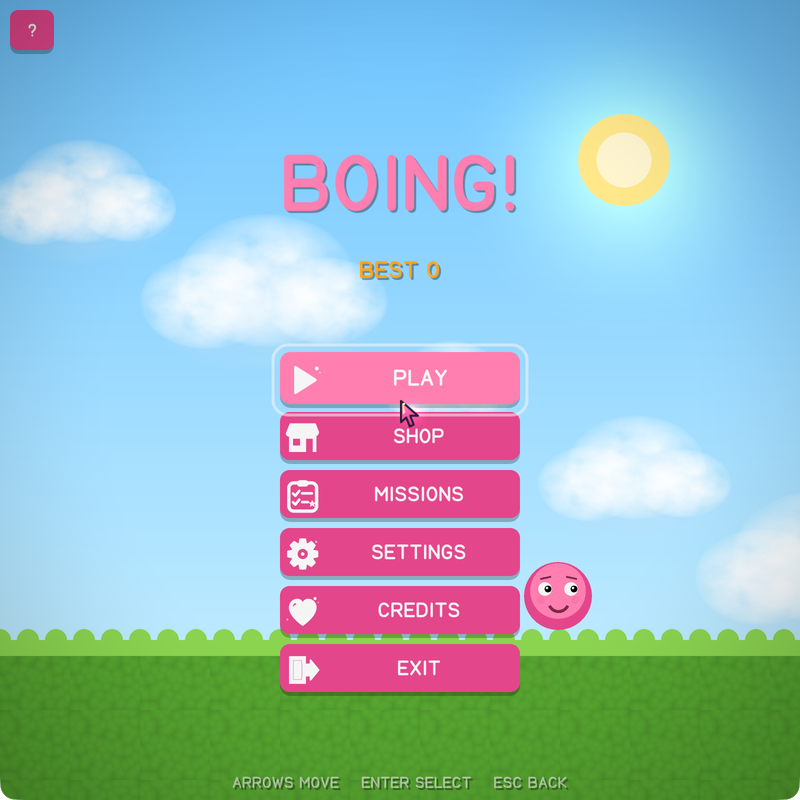 ?
BOING!
BEST 0
PLAY
SHOP
MISSIONS
SETTINGS
CREDITS
EXIT
ARROWS MOVE ENTER SELECT ESC BACK